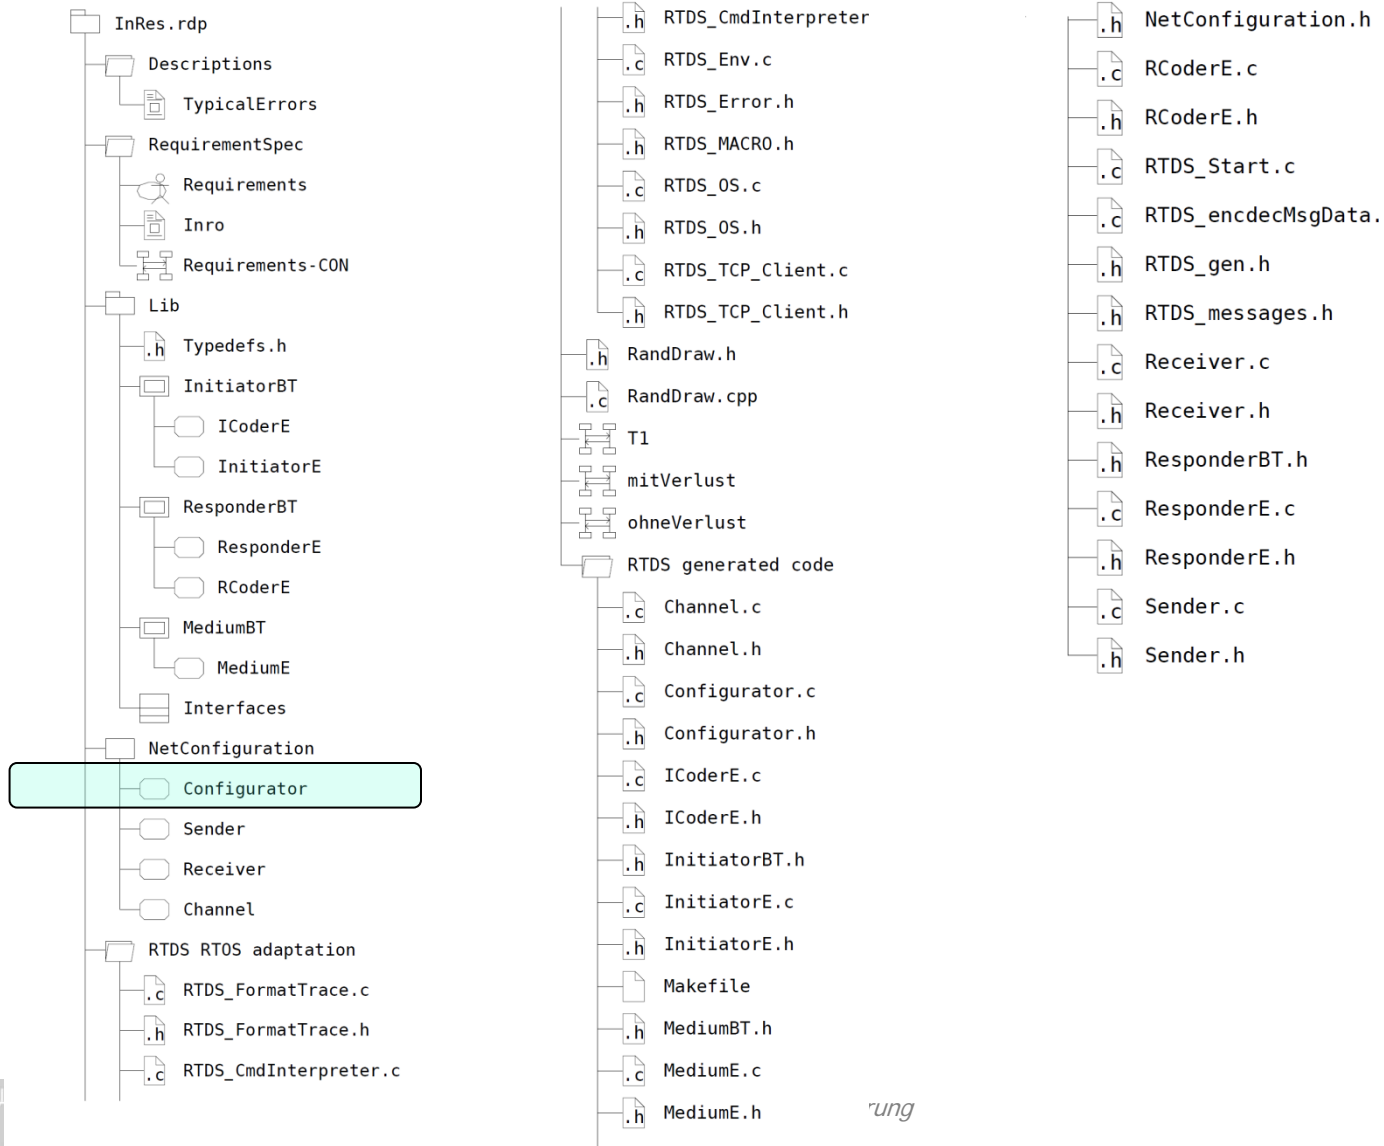 InRes.rdp
Descriptions
TypicalErrors
RequirementSpec
Requirements
Inro
Requirements-CON
Lib
.h Typedefs.h
InitiatorBT
ICoderE
InitiatorE
ResponderBT
ResponderE
RCoderE
MediumBT
MediumE
Interfaces
NetConfiguration
Configurator
Sender
Receiver
Channel
RTDS RTOS adaptation
.c RTDS_FormatTrace.c
.h RTDS_FormatTrace.h
.c RTDS_CmdInterpreter.c
.h RTDS_CmdInterpreter
.c RTDS_Env.c
.h RTDS_Error.h
.h RTDS_MACRO.h
.c RTDS_OS.c
.h RTDS_OS.h
.c RTDS_TCP_Client.c
.h RTDS_TCP_Client.h
.h RandDraw.h
.c RandDraw.cpp
T1
mitVerlust
ohneVerlust
RTDS generated code
.c Channel.c
.h Channel.h
.c Configurator.c
.h Configurator.h
.c ICoderE.c
.h ICoderE.h
.h InitiatorBT.h
.c InitiatorE.c
.h InitiatorE.h
Makefile
.h MediumBT.h
.c MediumE.c
.h MediumE.h
rung
.h NetConfiguration.h
.c RCoderE.c
.h RCoderE.h
.c RTDS_Start.c
.c RTDS_encdecMsgData.
.h RTDS_gen.h
.h RTDS_messages.h
.c Receiver.c
.h Receiver.h
.h ResponderBT.h
.c ResponderE.c
.h ResponderE.h
.c Sender.c
.h Sender.h